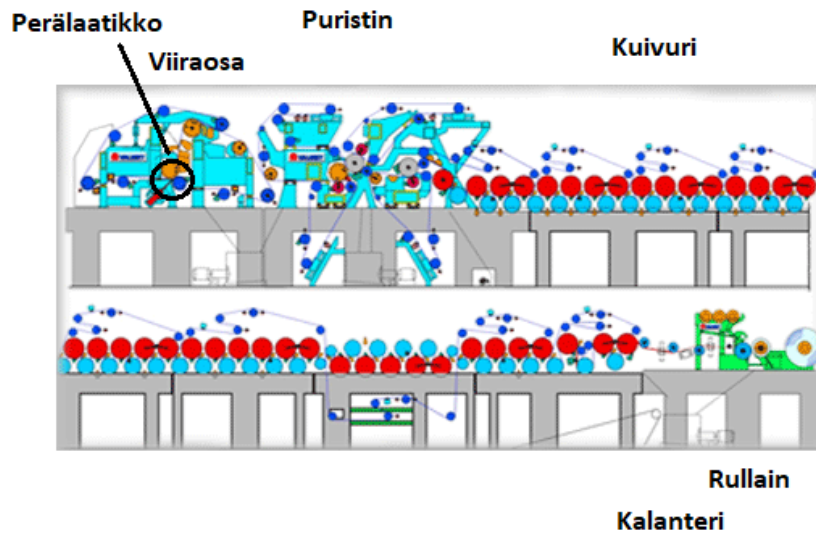 Perälaatikko
Puristin
Viiraosa
Kuivuri
Rullain
Kalanteri